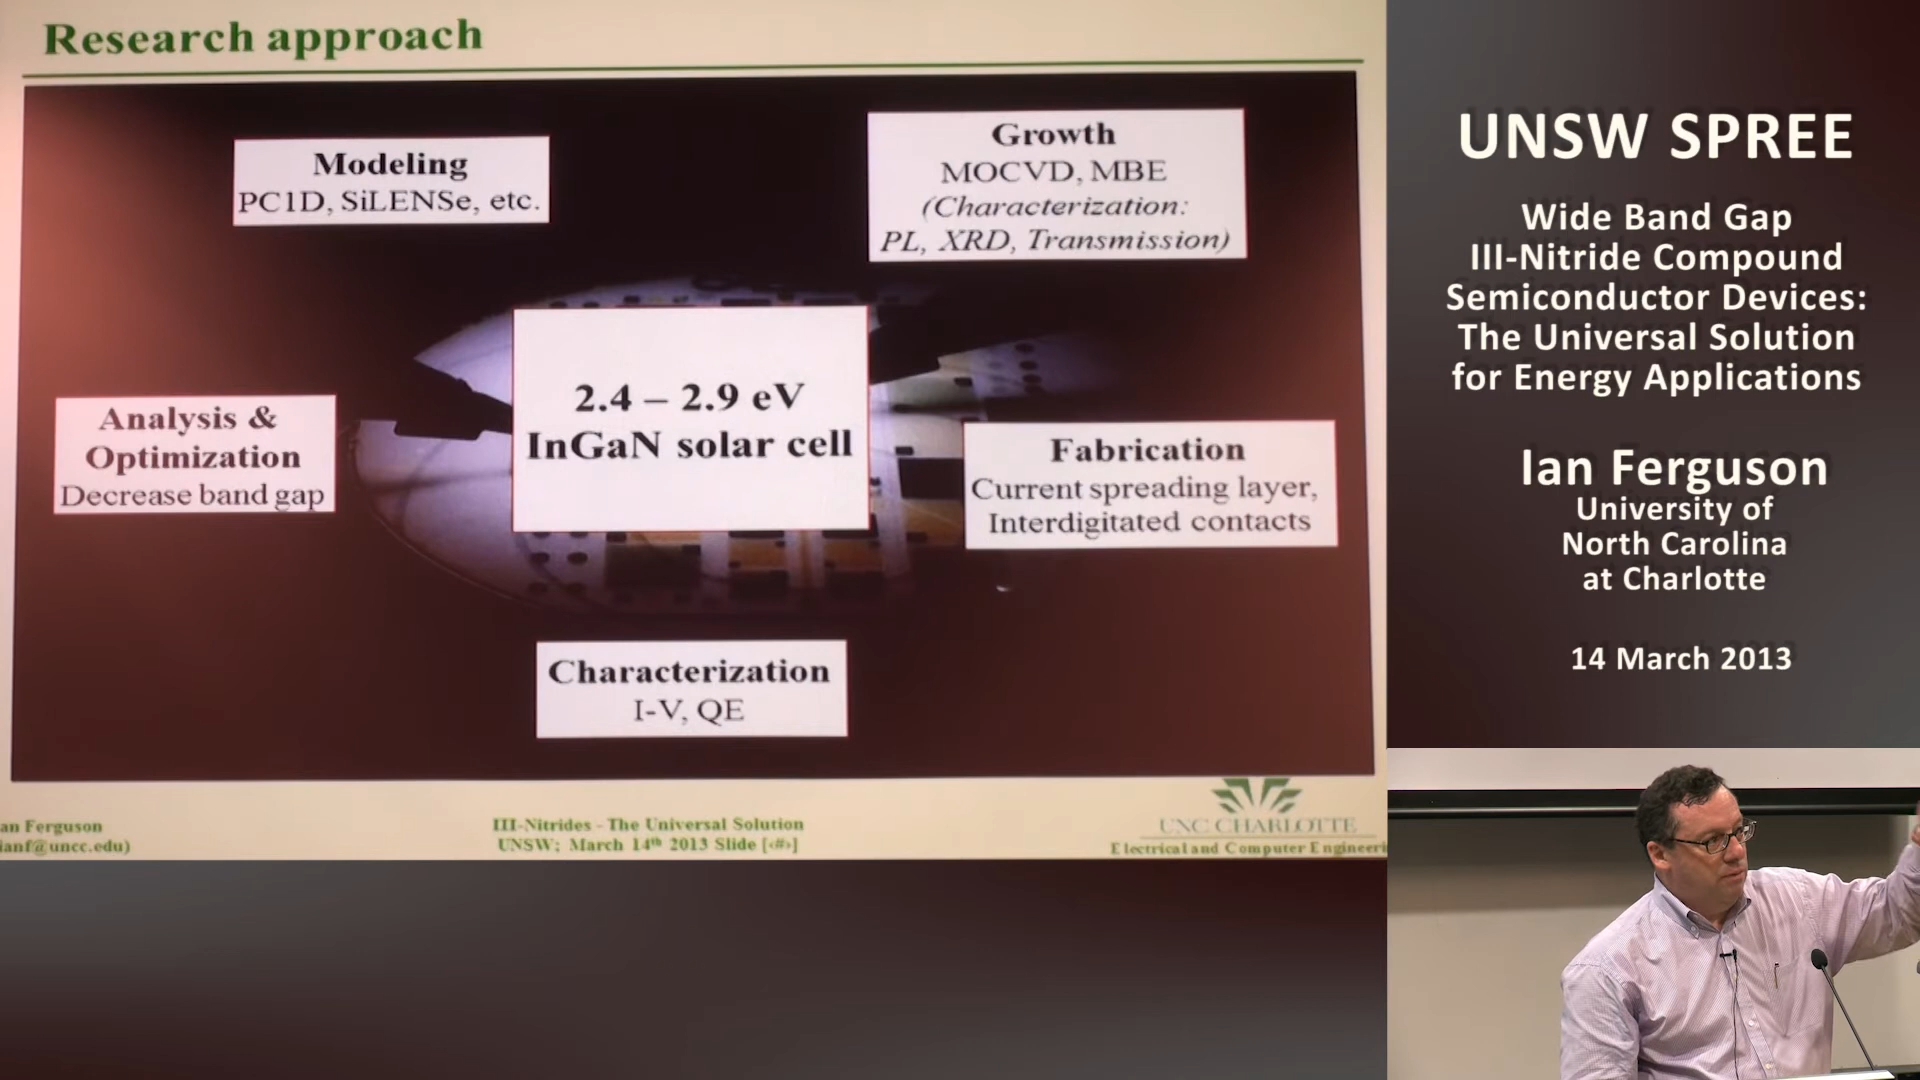 Research approach
Modeling
PC1D, SiLENSe, etc.
Growth
MOCVD, MBE
(Characterization:
PL, XRD, Transmission)
2.4 – 2.9 eV
InGaN solar cell
Analysis &
Optimization
Decrease band gap
Fabrication
Current spreading layer,
Interdigitated contacts
Characterization
I-V, QE
an Ferguson
ianf@uncc.edu)
III-Nitrides - The Universal Solution
UNSW; March 14th 2013 Slide [‹#›]
UNC CHARLOTTE
Electrical and Computer Engineeri
UNSW SPREE
Wide Band Gap
III-Nitride Compound
Semiconductor Devices:
The Universal Solution
for Energy Applications
Ian Ferguson
University of
North Carolina
at Charlotte
14 March 2013